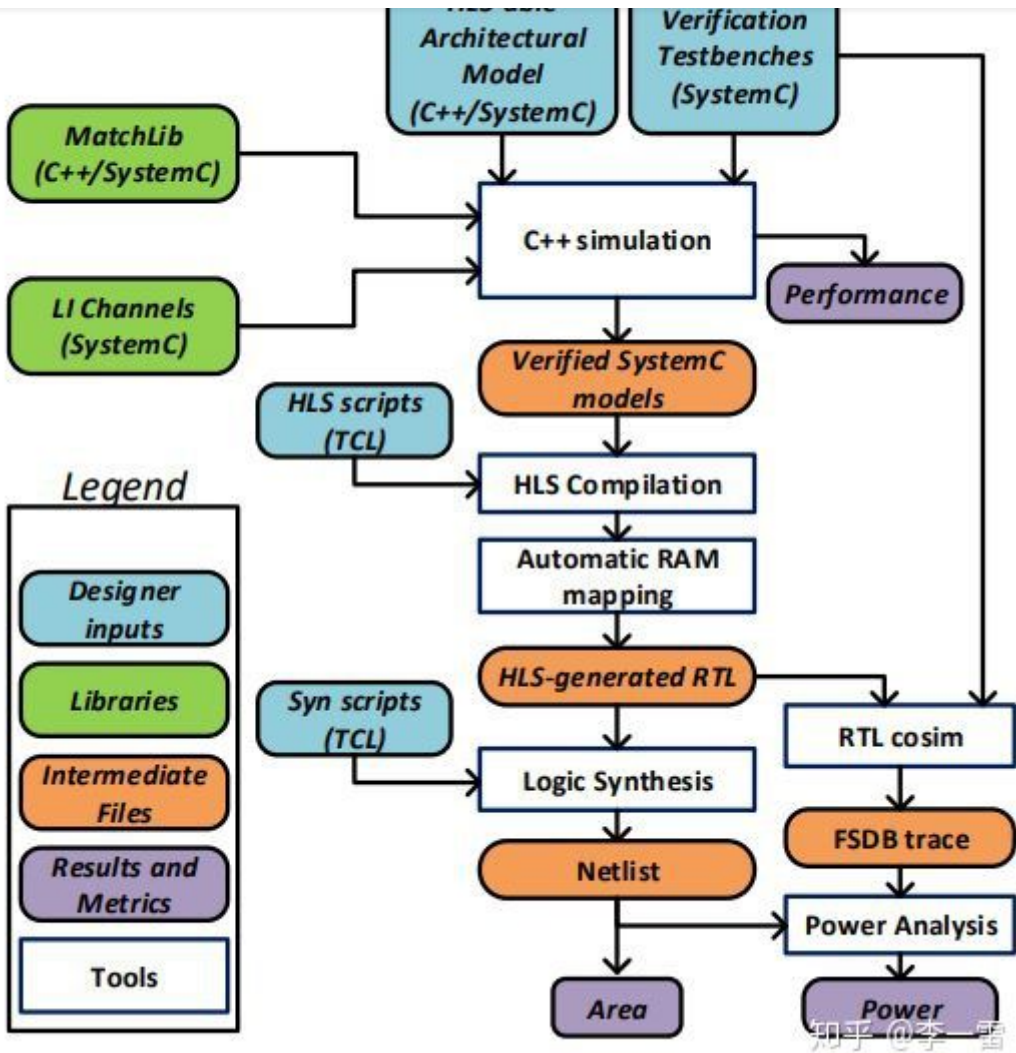 Architectural
Model
(C++/SystemC)
Verification
Testbenches
(SystemC)
MatchLib
(C++/SystemC)
C++ simulation
LI Channels
(SystemC)
Performance
Verified SystemC
models
HLS scripts
(TCL)
HLS Compilation
Automatic RAM
mapping
HLS-generated RTL
Syn scripts
(TCL)
RTL cosim
Logic Synthesis
FSDB trace
Netlist
Power Analysis
Area
Power
Legend
Designer
inputs
Libraries
Intermediate
Files
Results and
Metrics
Tools
知乎 @李一雷